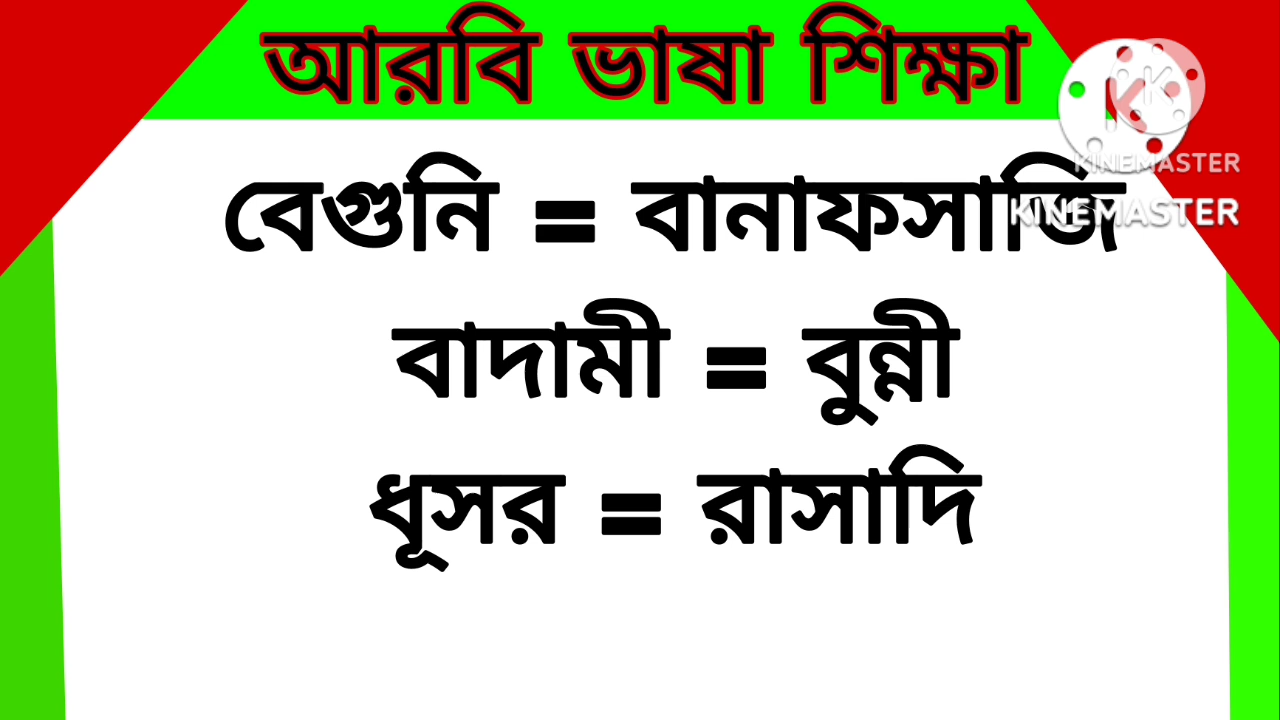 আরবি ভাষা শিক্ষা
KINEMASTER
KINEMASTER
বেগুনি = বানাফসাজি
বাদামী = বুন্নী
ধূসর = রাসাদি